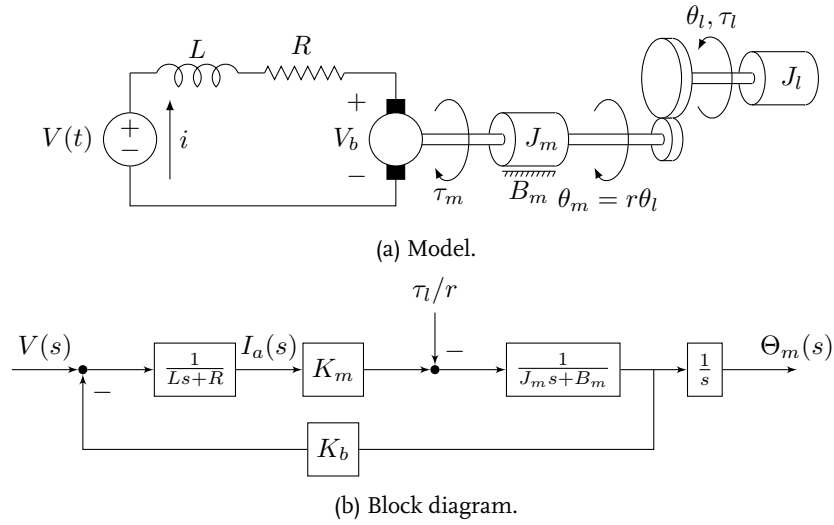 L R θ_l, τ_l
J_l
V(t) + − i + V_b − J_m
τ_m B_m θ_m = rθ_l
(a) Model.
τ_l/r
V(s) I_a(s) − Θ_m(s)
− 1/(Ls+R) K_m 1/(J_m s+B_m) 1/s
K_b
(b) Block diagram.